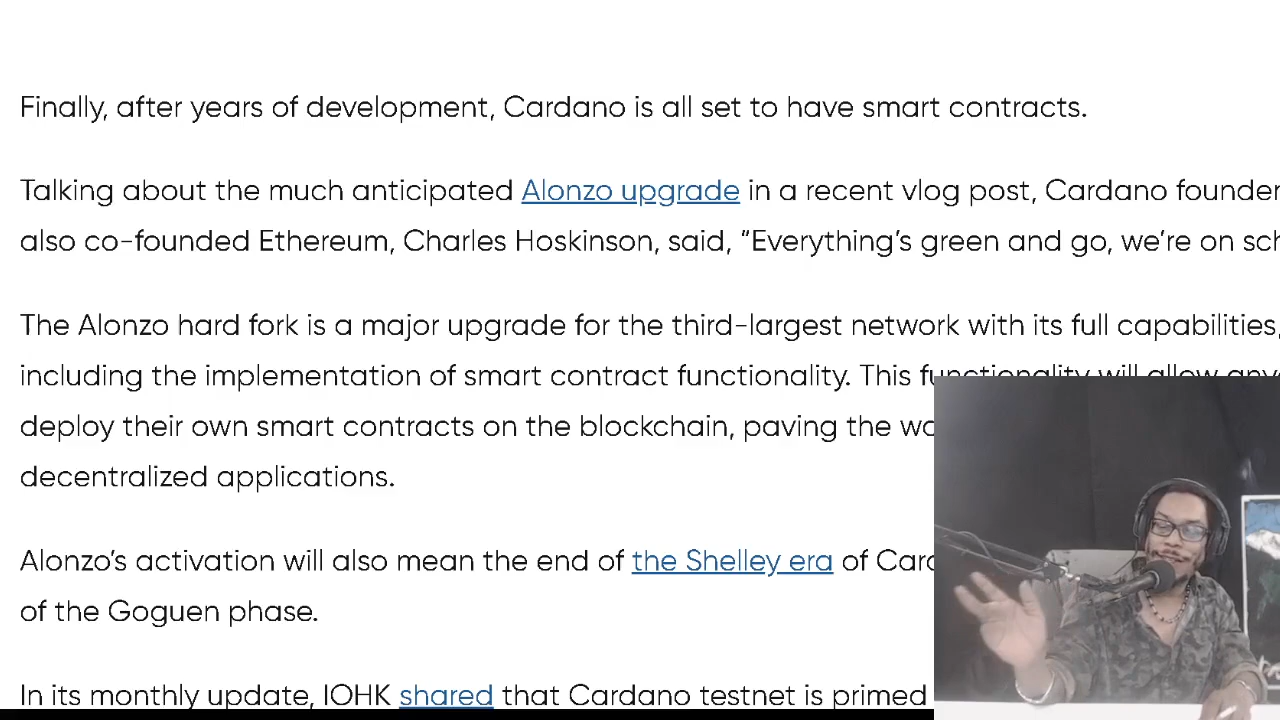 Finally, after years of development, Cardano is all set to have smart contracts.
Talking about the much anticipated Alonzo upgrade in a recent vlog post, Cardano founder
also co-founded Ethereum, Charles Hoskinson, said, “Everything’s green and go, we’re on
The Alonzo hard fork is a major upgrade for the third-largest network with its full capabilities,
including the implementation of smart contract functionality. This functionality will allow
deploy their own smart contracts on the blockchain, paving the
decentralized applications.
Alonzo’s activation will also mean the end of the Shelley era of
of the Goguen phase.
In its monthly update, IOHK shared that Cardano testnet is primed